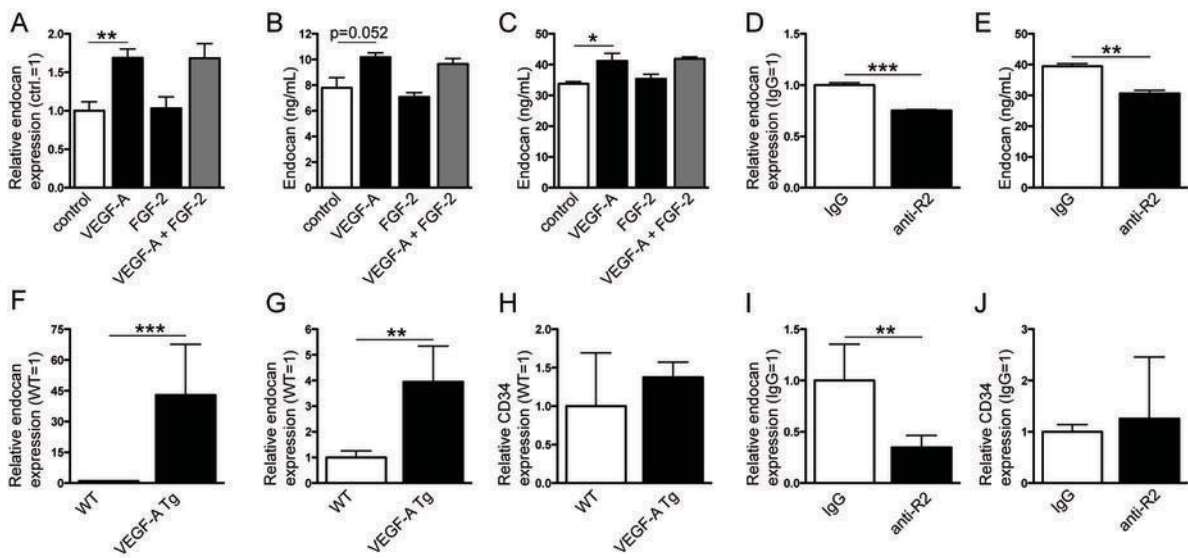 A
Relative endocan
expression (ctrl.=1)
**
2.0
1.5
1.0
0.5
0.0
control
VEGF-A
FGF-2
VEGF-A + FGF-2
B
Endocan (ng/mL)
p=0.052
12
10
8
6
4
2
0
control
VEGF-A
FGF-2
VEGF-A + FGF-2
C
Endocan (ng/mL)
*
50
40
30
20
10
0
control
VEGF-A
FGF-2
VEGF-A + FGF-2
D
Relative endocan
expression (IgG=1)
***
1.5
1.0
0.5
0.0
IgG
anti-R2
E
Endocan (ng/mL)
**
50
40
30
20
10
0
IgG
anti-R2
F
Relative endocan
expression (WT=1)
***
75
60
45
30
15
0
WT
VEGF-A Tg
G
Relative endocan
expression (WT=1)
**
6
5
4
3
2
1
0
WT
VEGF-A Tg
H
Relative CD34
expression (WT=1)
2.0
1.5
1.0
0.5
0.0
WT
VEGF-A Tg
I
Relative endocan
expression (IgG=1)
**
1.5
1.0
0.5
0.0
IgG
anti-R2
J
Relative CD34
expression (IgG=1)
3
2
1
0
IgG
anti-R2